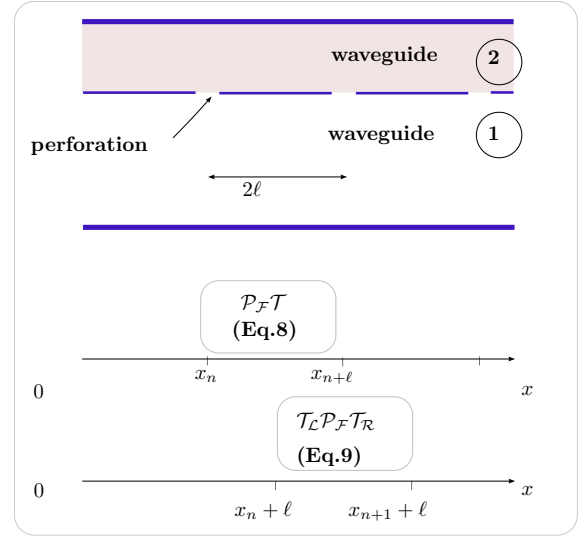 waveguide 2
waveguide 1
perforation
2ℓ
𝒫_ℱ𝒯
(Eq.8)
x_n x_{n+ℓ}
0 x
𝒯_ℒ𝒫_ℱ𝒯_ℛ
(Eq.9)
0 x
x_n + ℓ x_{n+1} + ℓ